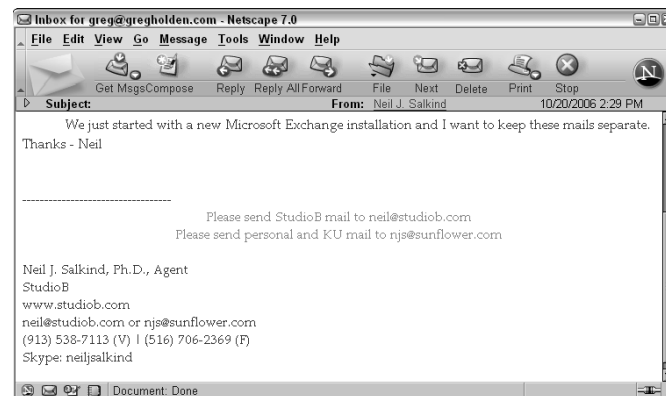 Inbox for greg@gregholden.com - Netscape 7.0
File Edit View Go Message Tools Window Help
Get Msgs Compose Reply Reply All Forward File Next Delete Print Stop
N
Subject: From: Neil J. Salkind 10/20/2006 2:29 PM
We just started with a new Microsoft Exchange installation and I want to keep these mails separate.
Thanks - Neil
---------------------------------
Please send StudioB mail to neil@studiob.com
Please send personal and KU mail to njs@sunflower.com
Neil J. Salkind, Ph.D., Agent
StudioB
www.studiob.com
neil@studiob.com or njs@sunflower.com
(913) 538-7113 (V) | (516) 706-2369 (F)
Skype: neiljsalkind
Document: Done